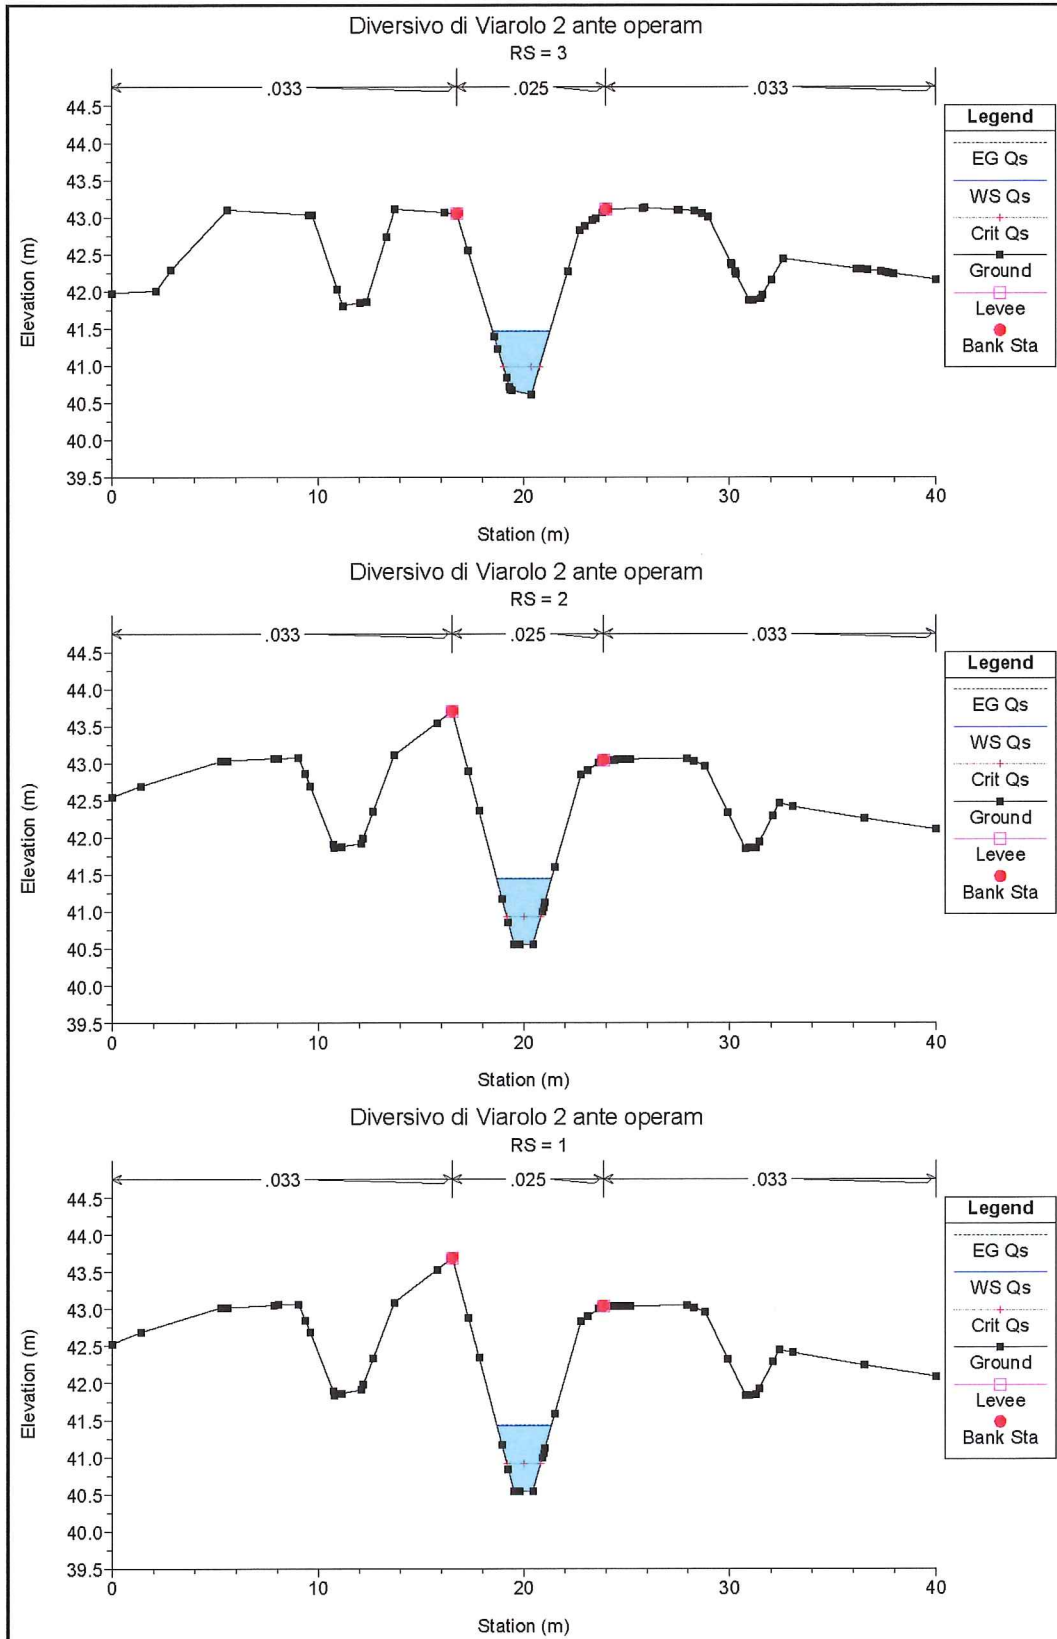 Diversivo di Viarolo 2 ante operam
RS = 3
.033 .025 .033
44.5
44.0
43.5
43.0
42.5
42.0
41.5
41.0
40.5
40.0
39.5
Elevation (m)
0 10 20 30 40
Station (m)
Legend
EG Qs
WS Qs
Crit Qs
Ground
Levee
Bank Sta
Diversivo di Viarolo 2 ante operam
RS = 2
.033 .025 .033
44.5
44.0
43.5
43.0
42.5
42.0
41.5
41.0
40.5
40.0
39.5
Elevation (m)
0 10 20 30 40
Station (m)
Legend
EG Qs
WS Qs
Crit Qs
Ground
Levee
Bank Sta
Diversivo di Viarolo 2 ante operam
RS = 1
.033 .025 .033
44.5
44.0
43.5
43.0
42.5
42.0
41.5
41.0
40.5
40.0
39.5
Elevation (m)
0 10 20 30 40
Station (m)
Legend
EG Qs
WS Qs
Crit Qs
Ground
Levee
Bank Sta